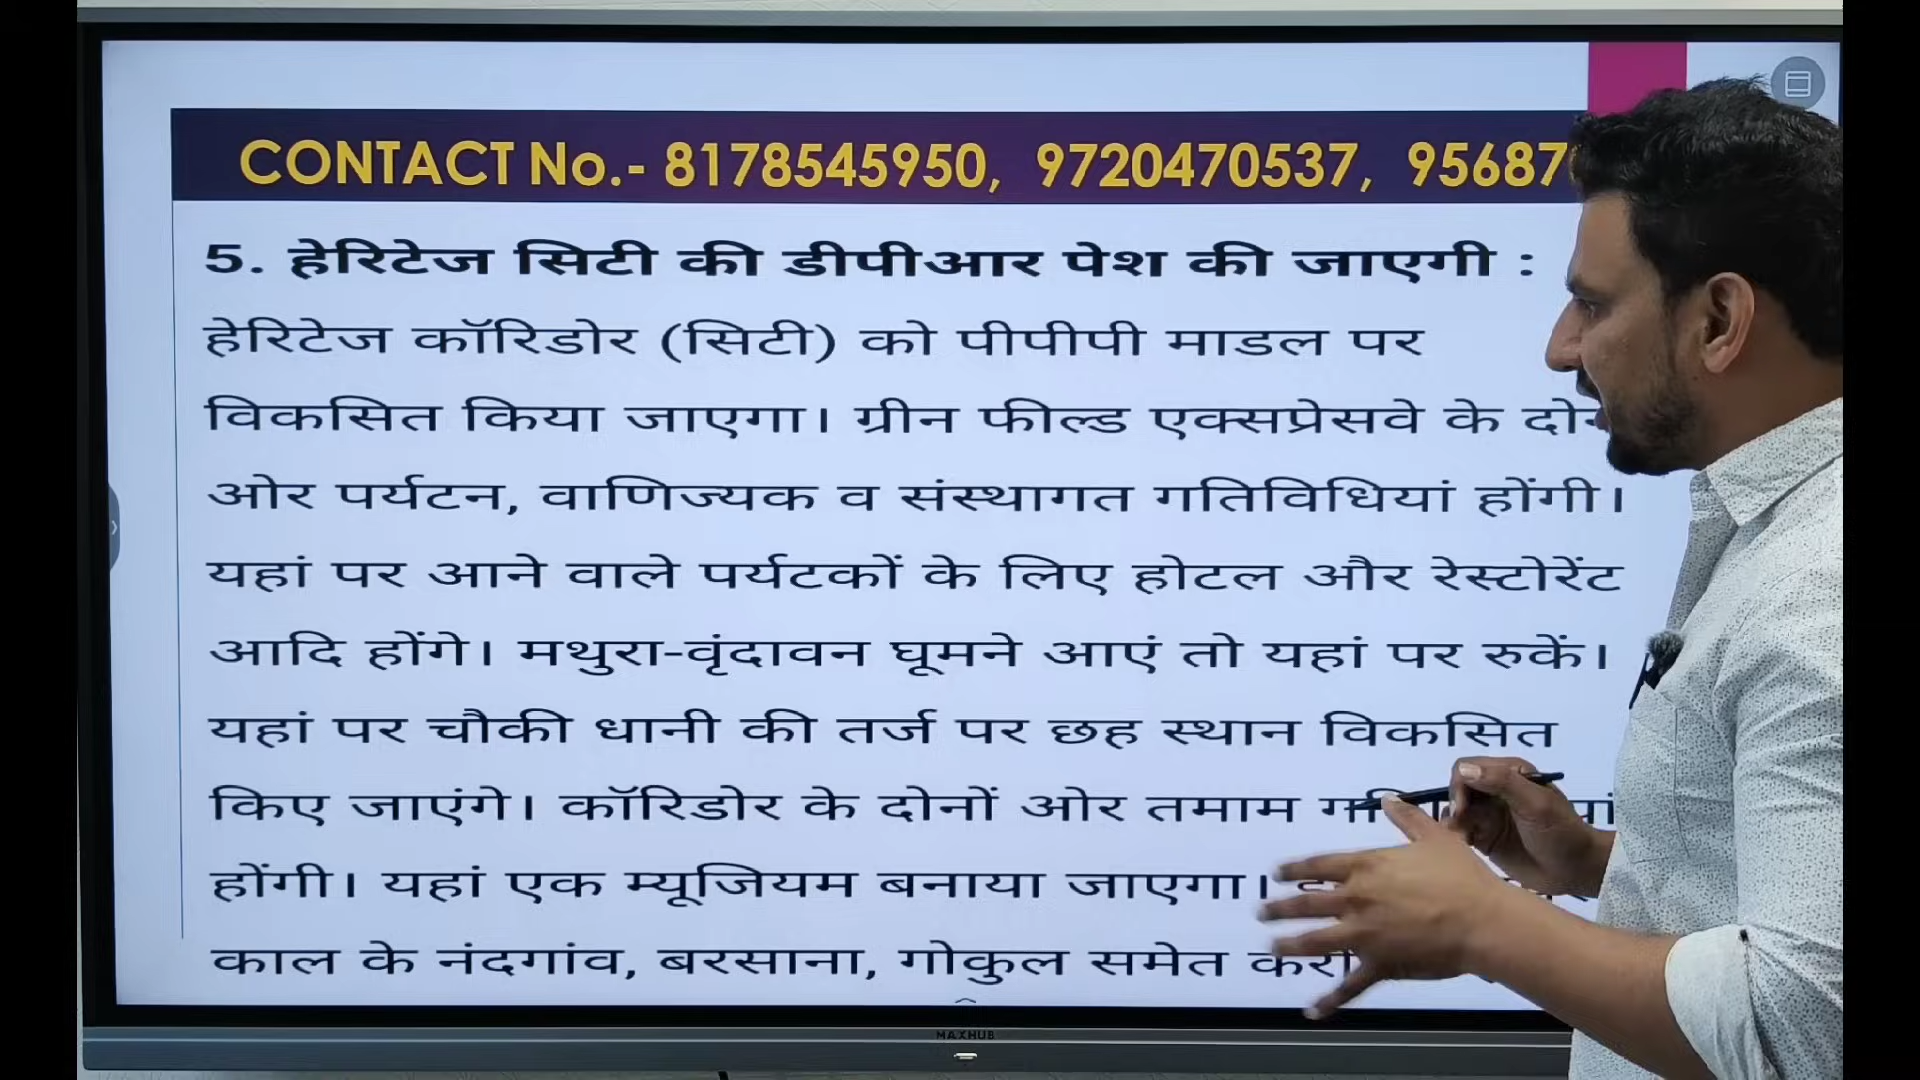 CONTACT No.- 8178545950, 9720470537, 95687
5. हेरिटेज सिटी की डीपीआर पेश की जाएगी :
हेरिटेज कॉरिडोर (सिटी) को पीपीपी माडल पर
विकसित किया जाएगा। ग्रीन फील्ड एक्सप्रेसवे के
ओर पर्यटन, वाणिज्यक व संस्थागत गतिविधियां होंगी।
यहां पर आने वाले पर्यटकों के लिए होटल और रेस्टोरेंट
आदि होंगे। मथुरा-वृंदावन घूमने आएं तो यहां पर रुकें।
यहां पर चौकी धानी की तर्ज पर छह स्थान विकसित
किए जाएंगे। कॉरिडोर के दोनों ओर तमाम
होंगी। यहां एक म्यूजियम बनाया जाएगा।
काल के नंदगांव, बरसाना, गोकुल समेत
MAXHUB